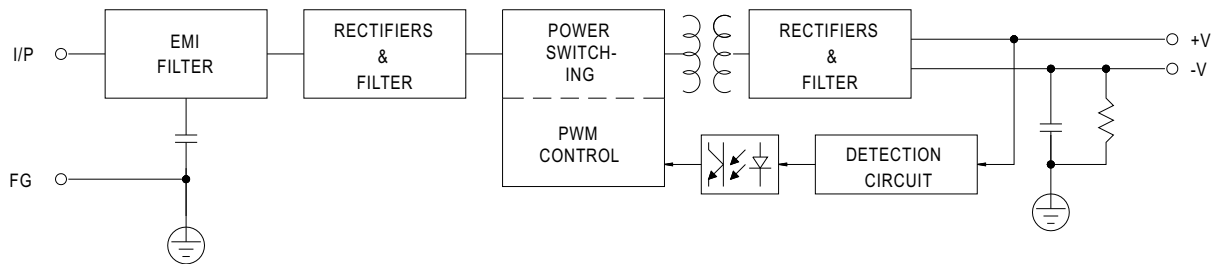 I/P
EMI
FILTER
RECTIFIERS
&
FILTER
POWER
SWITCH-
ING
PWM
CONTROL
RECTIFIERS
&
FILTER
+V
-V
DETECTION
CIRCUIT
FG